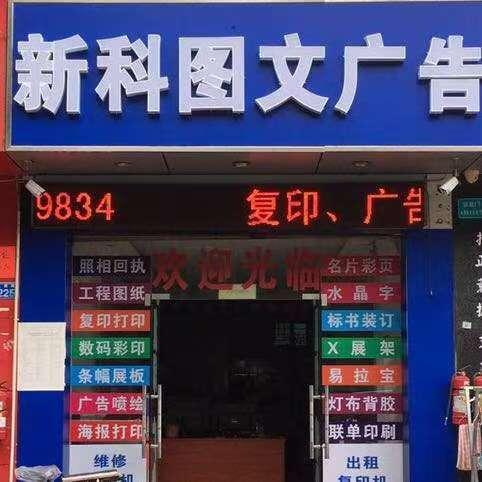 新科图文广告
9834 复印、广告
欢迎光临
照相回执
工程图纸
复印打印
数码彩印
条幅展板
广告喷绘
海报打印
维修
名片彩页
水晶字
标书装订
X展架
易拉宝
灯布背胶
联单印刷
出租
复印机